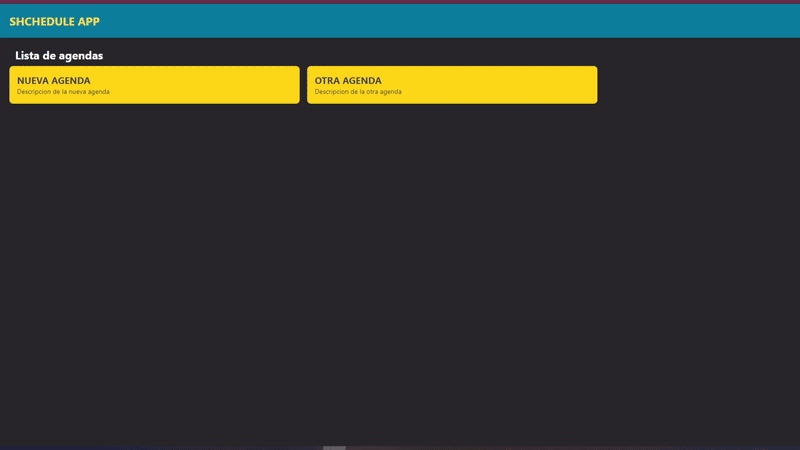 SHCHEDULE APP
Lista de agendas
NUEVA AGENDA
Descripcion de la nueva agenda
OTRA AGENDA
Descripcion de la otra agenda